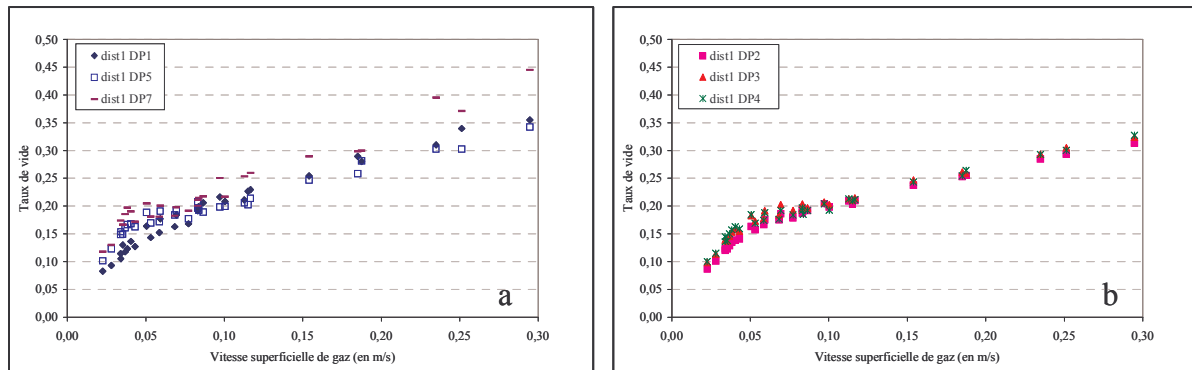 0,50
0,45
0,40
0,35
0,30
0,25
0,20
0,15
0,10
0,05
0,00
Taux de vide
dist1 DP1
dist1 DP5
dist1 DP7
a
0,00 0,05 0,10 0,15 0,20 0,25 0,30
Vitesse superficielle de gaz (en m/s)
0,50
0,45
0,40
0,35
0,30
0,25
0,20
0,15
0,10
0,05
0,00
Taux de vide
dist1 DP2
dist1 DP3
dist1 DP4
b
0,00 0,05 0,10 0,15 0,20 0,25 0,30
Vitesse superficielle de gaz (en m/s)